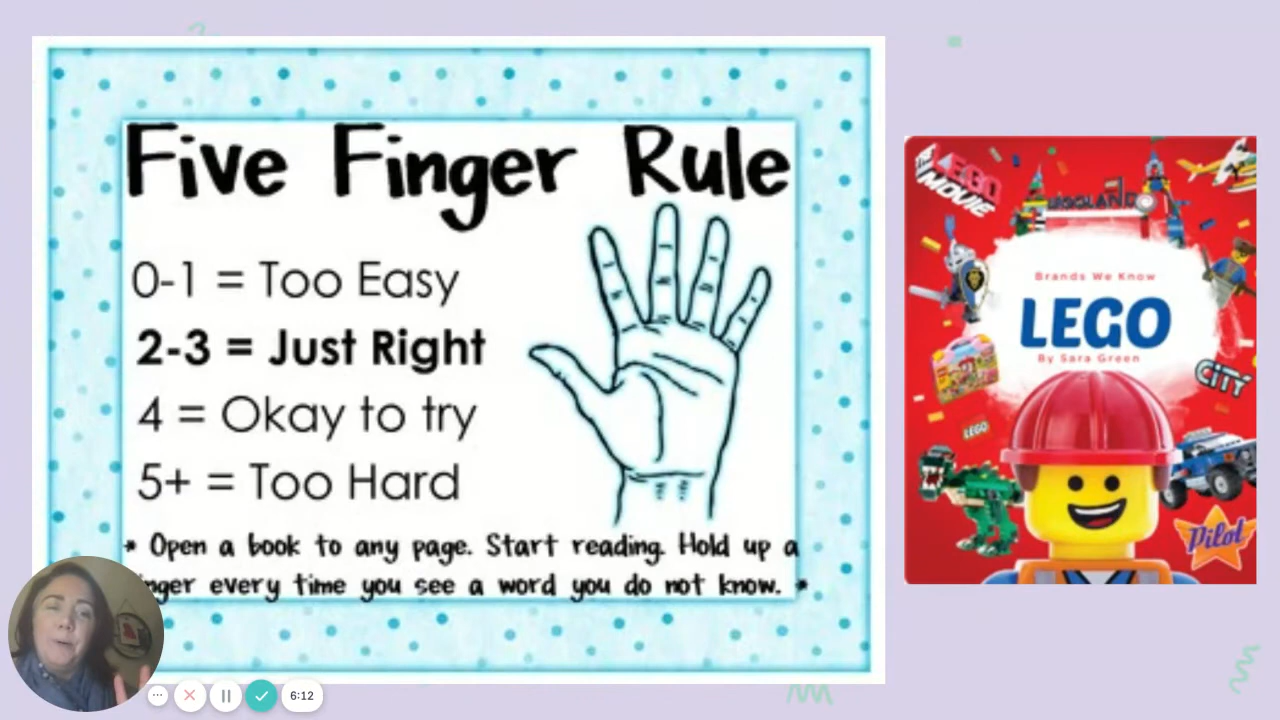 Five Finger Rule
0-1 = Too Easy
2-3 = Just Right
4 = Okay to try
5+ = Too Hard
* Open a book to any page. Start reading. Hold up a
nger every time you see a word you do not know. *
THE LEGO MOVIE
LEGOLAND
Brands We Know
LEGO
By Sara Green
CITY
LEGO
Pilot
6:12